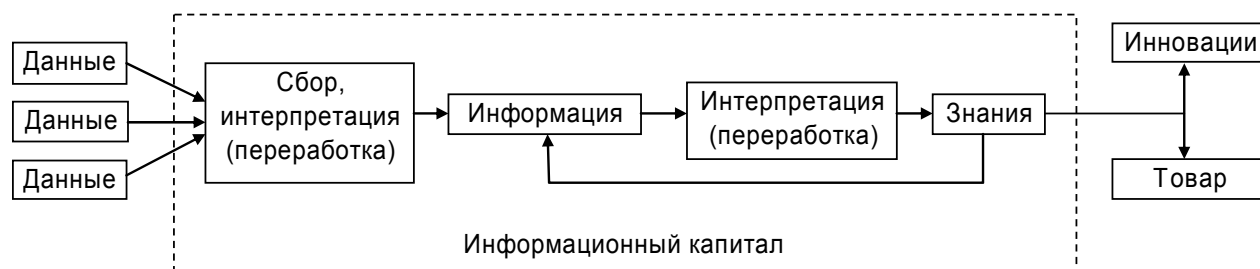 Данные
Данные
Данные
Сбор,
интерпретация
(переработка)
Информация
Интерпретация
(переработка)
Знания
Инновации
Товар
Информационный капитал